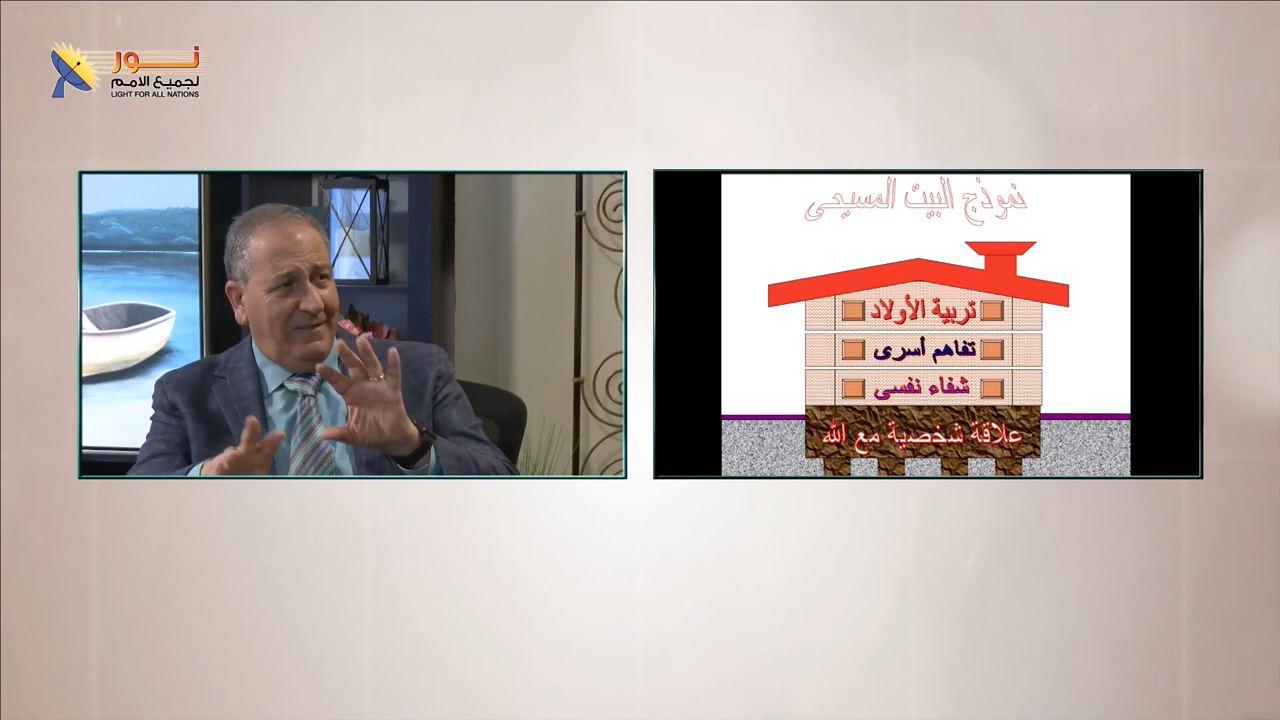 نور
لجميع الامم
LIGHT FOR ALL NATIONS
نموذج البيت المسيحى
تربية الأولاد
تفاهم أسرى
شفاء نفسى
علاقة شخصية مع الله